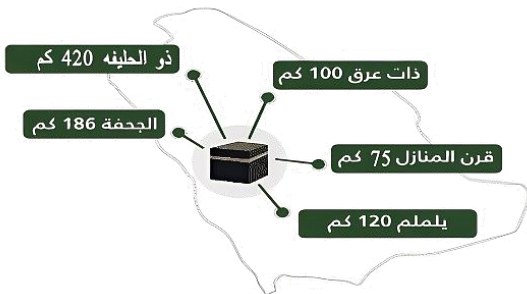 ذو الحليفه 420 كم
ذات عرق 100 كم
الجحفة 186 كم
قرن المنازل 75 كم
يلملم 120 كم